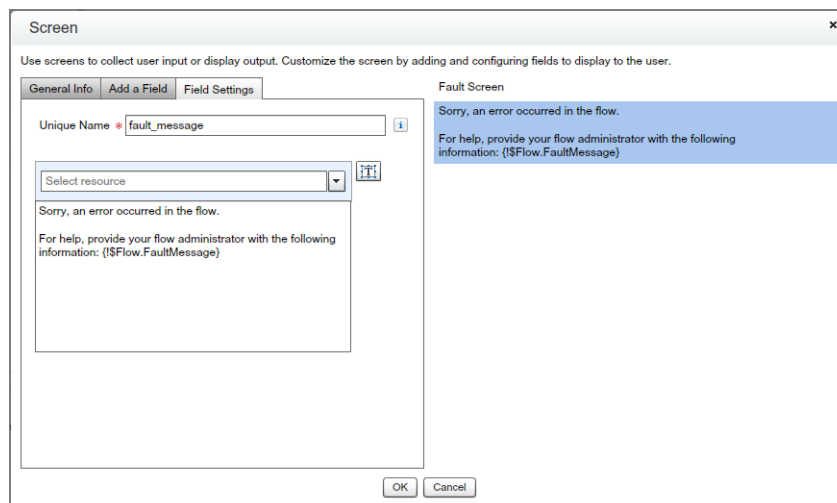 Screen
x
Use screens to collect user input or display output. Customize the screen by adding and configuring fields to display to the user.
General Info
Add a Field
Field Settings
Unique Name * fault_message
i
Select resource
T
Sorry, an error occurred in the flow.
For help, provide your flow administrator with the following
information: {!$Flow.FaultMessage}
Fault Screen
Sorry, an error occurred in the flow.
For help, provide your flow administrator with the following
information: {!$Flow.FaultMessage}
OK
Cancel